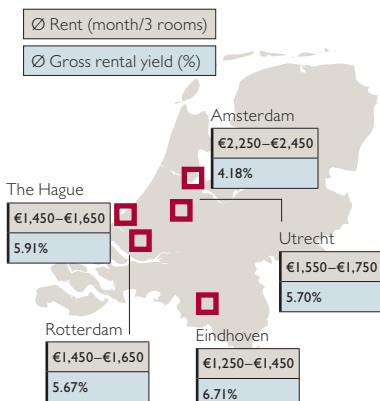 Ø Rent (month/3 rooms)
Ø Gross rental yield (%)
Amsterdam
€2,250–€2,450
4.18%
The Hague
€1,450–€1,650
5.91%
Utrecht
€1,550–€1,750
5.70%
Rotterdam
€1,450–€1,650
5.67%
Eindhoven
€1,250–€1,450
6.71%